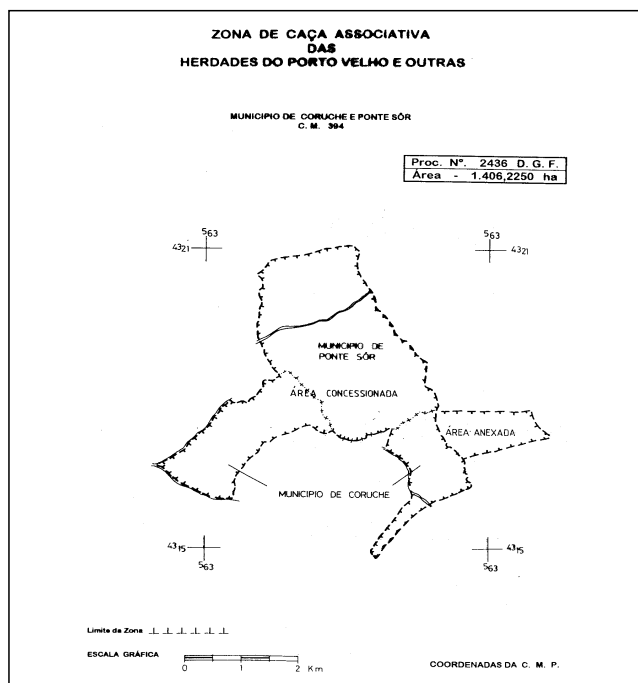 ZONA DE CAÇA ASSOCIATIVA
DAS
HERDADES DO PORTO VELHO E OUTRAS
MUNICIPIO DE CORUCHE E PONTE SÔR
C. M. 394
Proc. Nº. 2436 D. G. F.
Área - 1.406,2250 ha
563
4321
563
4321
MUNICIPIO DE
PONTE SÔR
ÁREA CONCESSIONADA
ÁREA ANEXADA
MUNICIPIO DE CORUCHE
4315
563
4315
563
Limite da Zona
ESCALA GRÁFICA
0 1 2 Km
COORDENADAS DA C. M. P.